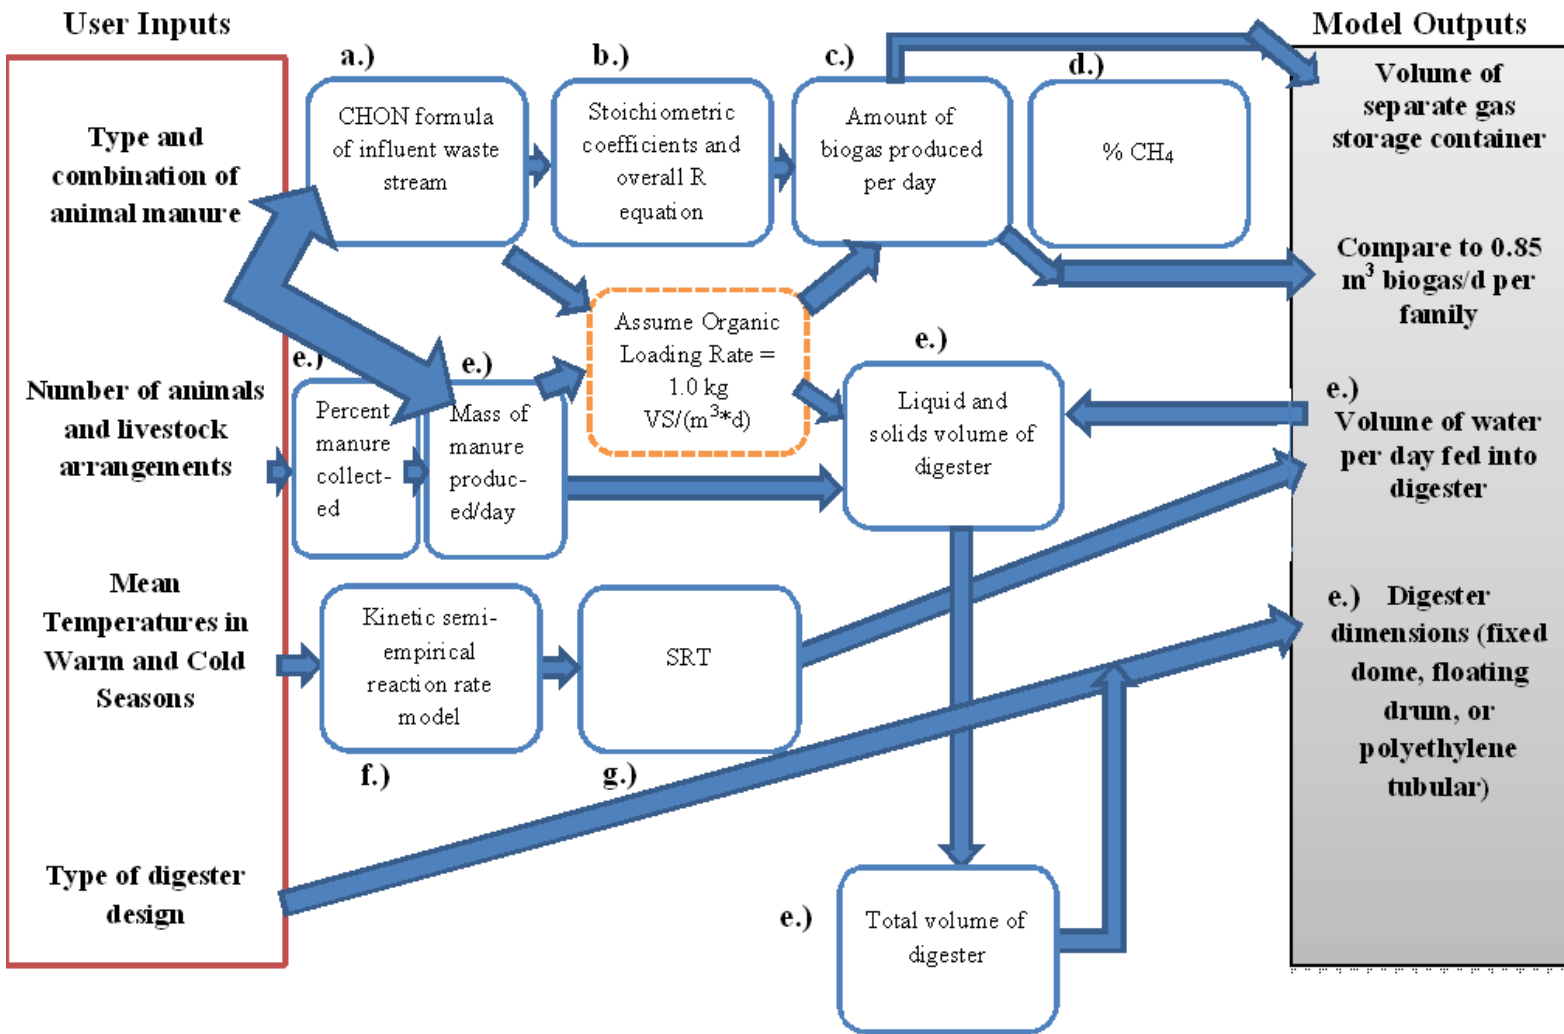 User Inputs
Model Outputs
Type and
combination of
animal manure
Number of animals
and livestock
arrangements
Mean
Temperatures in
Warm and Cold
Seasons
Type of digester
design
a.)
CHON formula
of influent waste
stream
b.)
Stoichiometric
coefficients and
overall R
equation
c.)
Amount of
biogas produced
per day
d.)
% CH₄
Assume Organic
Loading Rate =
1.0 kg
VS/(m³*d)
e.)
Percent
manure
collect-
ed
e.)
Mass of
manure
produc-
ed/day
e.)
Liquid and
solids volume of
digester
Kinetic semi-
empirical
reaction rate
model
f.)
SRT
g.)
e.)
Total volume of
digester
Volume of
separate gas
storage container
Compare to 0.85
m³ biogas/d per
family
e.)
Volume of water
per day fed into
digester
e.) Digester
dimensions (fixed
dome, floating
drum, or
polyethylene
tubular)